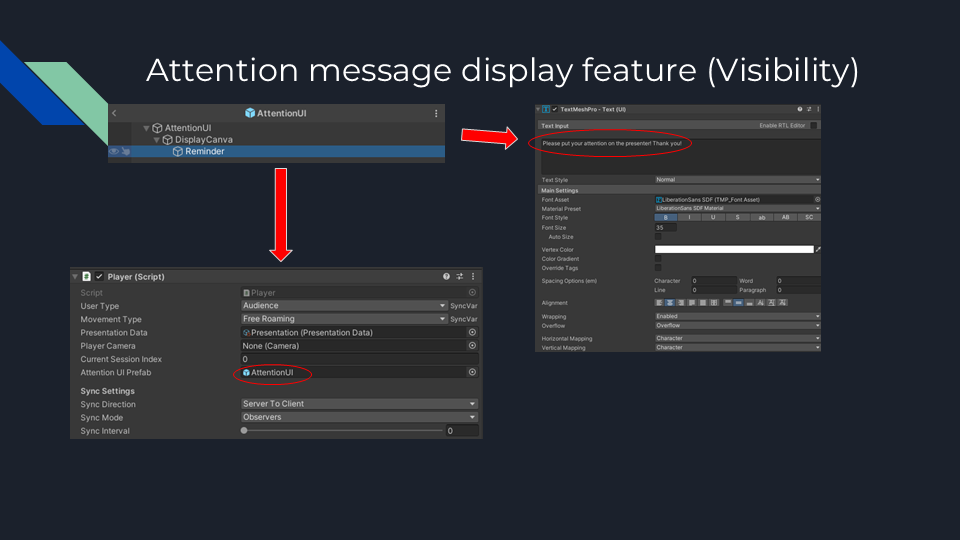 Attention message display feature (Visibility)
AttentionUI
AttentionUI
DisplayCanva
Reminder
TextMeshPro - Text (UI)
Text Input
Enable RTL Editor
Please put your attention on the presenter! Thank you!
Text Style Normal
Main Settings
Font Asset LiberationSans SDF (TMP_Font Asset)
Material Preset LiberationSans SDF Material
Font Style B I U S ab AB SC
Font Size 35
Auto Size
Vertex Color
Color Gradient
Override Tags
Spacing Options (em) Character 0 Word 0
Line 0 Paragraph 0
Alignment
Wrapping Enabled
Overflow Overflow
Horizontal Mapping Character
Vertical Mapping Character
# Player (Script)
Script Player
User Type Audience SyncVar
Movement Type Free Roaming SyncVar
Presentation Data Presentation (Presentation Data)
Player Camera None (Camera)
Current Session Index 0
Attention UI Prefab AttentionUI
Sync Settings
Sync Direction Server To Client
Sync Mode Observers
Sync Interval 0